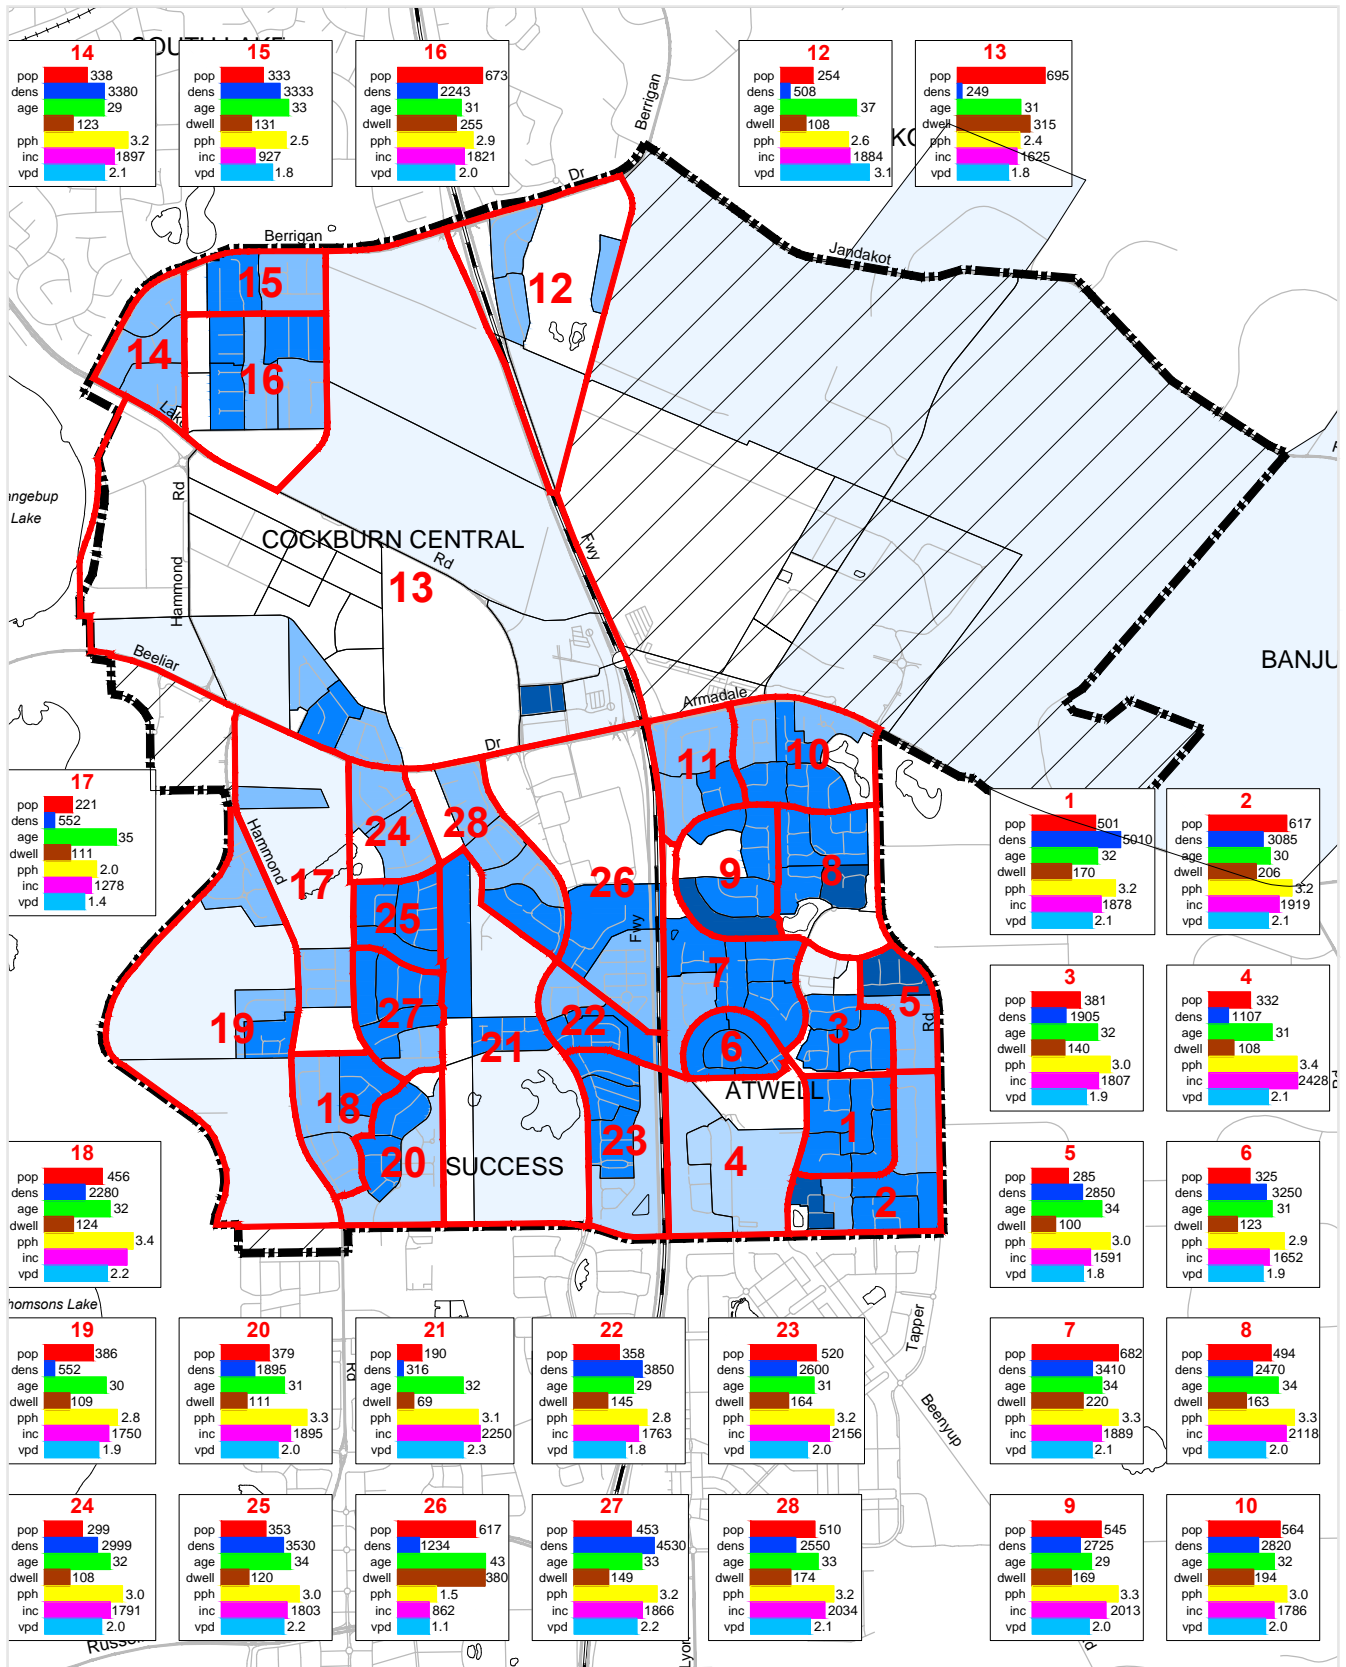 SOUTH LAKE
14
pop 338
dens 3380
age 29
dwell 123
pph 3.2
inc 1897
vpd 2.1
15
pop 333
dens 3333
age 33
dwell 131
pph 2.5
inc 927
vpd 1.8
16
pop 673
dens 2243
age 31
dwell 255
pph 2.9
inc 1821
vpd 2.0
12
pop 254
dens 508
age 37
dwell 108
pph 2.6
inc 1884
vpd 3.1
13
pop 695
dens 249
age 31
dwell 315
pph 2.4
inc 1625
vpd 1.8
Berrigan
Dr
Berrigan
Jandakot
15
12
14
16
Lake
angebup
Lake
Rd
COCKBURN CENTRAL
Rd
Fwy
13
Hammond
Beeliar
BANJU
Armadale
Dr
11
10
17
pop 221
dens 552
age 35
dwell 111
pph 2.0
inc 1278
vpd 1.4
1
pop 501
dens 5010
age 32
dwell 170
pph 3.2
inc 1878
vpd 2.1
2
pop 617
dens 3085
age 30
dwell 206
pph 3.2
inc 1919
vpd 2.1
Hammond
24
28
17
26
9
8
25
Fwy
7
5
19
27
21
22
6
3
Rd
ATWELL
18
20
SUCCESS
23
4
1
2
3
pop 381
dens 1905
age 32
dwell 140
pph 3.0
inc 1807
vpd 1.9
4
pop 332
dens 1107
age 31
dwell 108
pph 3.4
inc 2428
vpd 2.1
Rd
18
pop 456
dens 2280
age 32
dwell 124
pph 3.4
inc
vpd 2.2
5
pop 285
dens 2850
age 34
dwell 100
pph 3.0
inc 1591
vpd 1.8
6
pop 325
dens 3250
age 31
dwell 123
pph 2.9
inc 1652
vpd 1.9
homsons Lake
Rd
Tapper
Beenyup
19
pop 386
dens 552
age 30
dwell 109
pph 2.8
inc 1750
vpd 1.9
20
pop 379
dens 1895
age 31
dwell 111
pph 3.3
inc 1895
vpd 2.0
21
pop 190
dens 316
age 32
dwell 69
pph 3.1
inc 2250
vpd 2.3
22
pop 358
dens 3850
age 29
dwell 145
pph 2.8
inc 1763
vpd 1.8
23
pop 520
dens 2600
age 31
dwell 164
pph 3.2
inc 2156
vpd 2.0
7
pop 682
dens 3410
age 34
dwell 220
pph 3.3
inc 1889
vpd 2.1
8
pop 494
dens 2470
age 34
dwell 163
pph 3.3
inc 2118
vpd 2.0
24
pop 299
dens 2999
age 32
dwell 108
pph 3.0
inc 1791
vpd 2.0
25
pop 353
dens 3530
age 34
dwell 120
pph 3.0
inc 1803
vpd 2.2
26
pop 617
dens 1234
age 43
dwell 380
pph 1.5
inc 862
vpd 1.1
27
pop 453
dens 4530
age 33
dwell 149
pph 3.2
inc 1866
vpd 2.2
28
pop 510
dens 2550
age 33
dwell 174
pph 3.2
inc 2034
vpd 2.1
9
pop 545
dens 2725
age 29
dwell 169
pph 3.3
inc 2013
vpd 2.0
10
pop 564
dens 2820
age 32
dwell 194
pph 3.0
inc 1786
vpd 2.0
Lyon